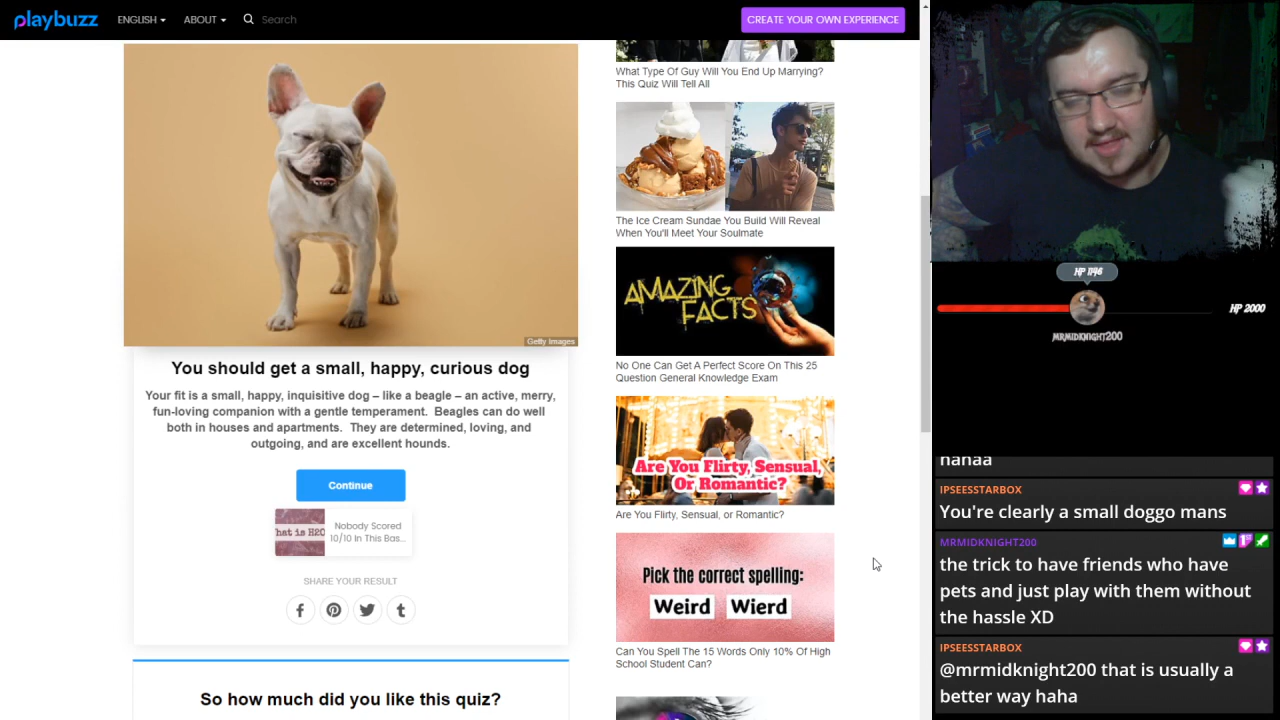 playbuzz
ENGLISH
ABOUT
Search
CREATE YOUR OWN EXPERIENCE
Getty Images
You should get a small, happy, curious dog
Your fit is a small, happy, inquisitive dog – like a beagle – an active, merry,
fun-loving companion with a gentle temperament. Beagles can do well
both in houses and apartments. They are determined, loving, and
outgoing, and are excellent hounds.
Continue
hat is H2O
Nobody Scored
10/10 In This Bas...
SHARE YOUR RESULT
So how much did you like this quiz?
What Type Of Guy Will You End Up Marrying?
This Quiz Will Tell All
The Ice Cream Sundae You Build Will Reveal
When You'll Meet Your Soulmate
AMAZING
FACTS
No One Can Get A Perfect Score On This 25
Question General Knowledge Exam
Are You Flirty, Sensual,
Or Romantic?
Are You Flirty, Sensual, or Romantic?
Pick the correct spelling:
Weird Wierd
Can You Spell The 15 Words Only 10% Of High
School Student Can?
HP 1146
HP 2000
MRMIDKNIGHT200
hahaa
IPSEESSTARBOX
You're clearly a small doggo mans
MRMIDKNIGHT200
the trick to have friends who have
pets and just play with them without
the hassle XD
IPSEESSTARBOX
@mrmidknight200 that is usually a
better way haha